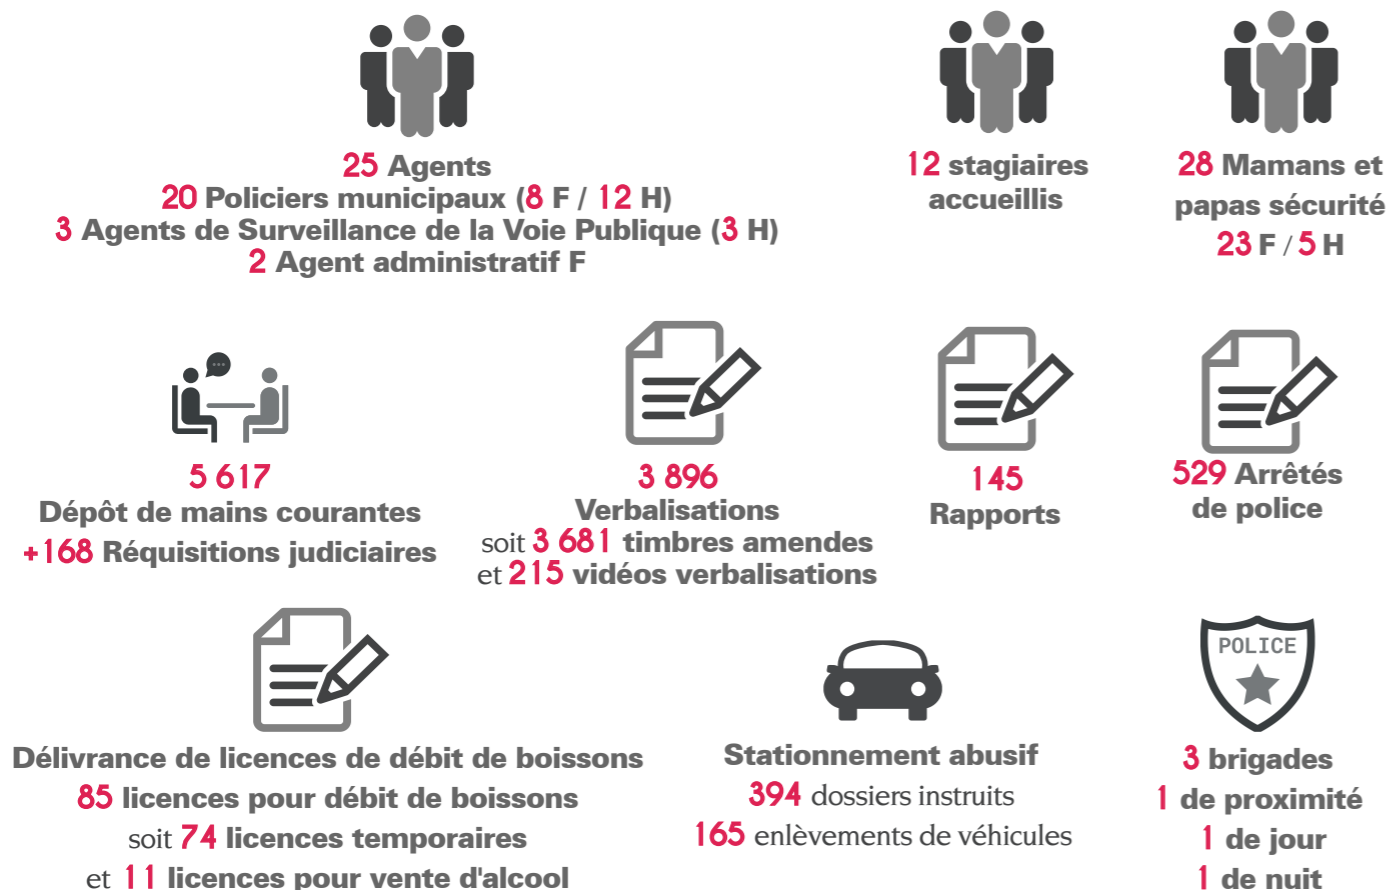 25 Agents
20 Policiers municipaux (8 F / 12 H)
3 Agents de Surveillance de la Voie Publique (3 H)
2 Agent administratif F
12 stagiaires
accueillis
28 Mamans et
papas sécurité
23 F / 5 H
5 617
Dépôt de mains courantes
+168 Réquisitions judiciaires
3 896
Verbalisations
soit 3 681 timbres amendes
et 215 vidéos verbalisations
145
Rapports
529 Arrêtés
de police
Délivrance de licences de débit de boissons
85 licences pour débit de boissons
soit 74 licences temporaires
et 11 licences pour vente d'alcool
Stationnement abusif
394 dossiers instruits
165 enlèvements de véhicules
POLICE
3 brigades
1 de proximité
1 de jour
1 de nuit